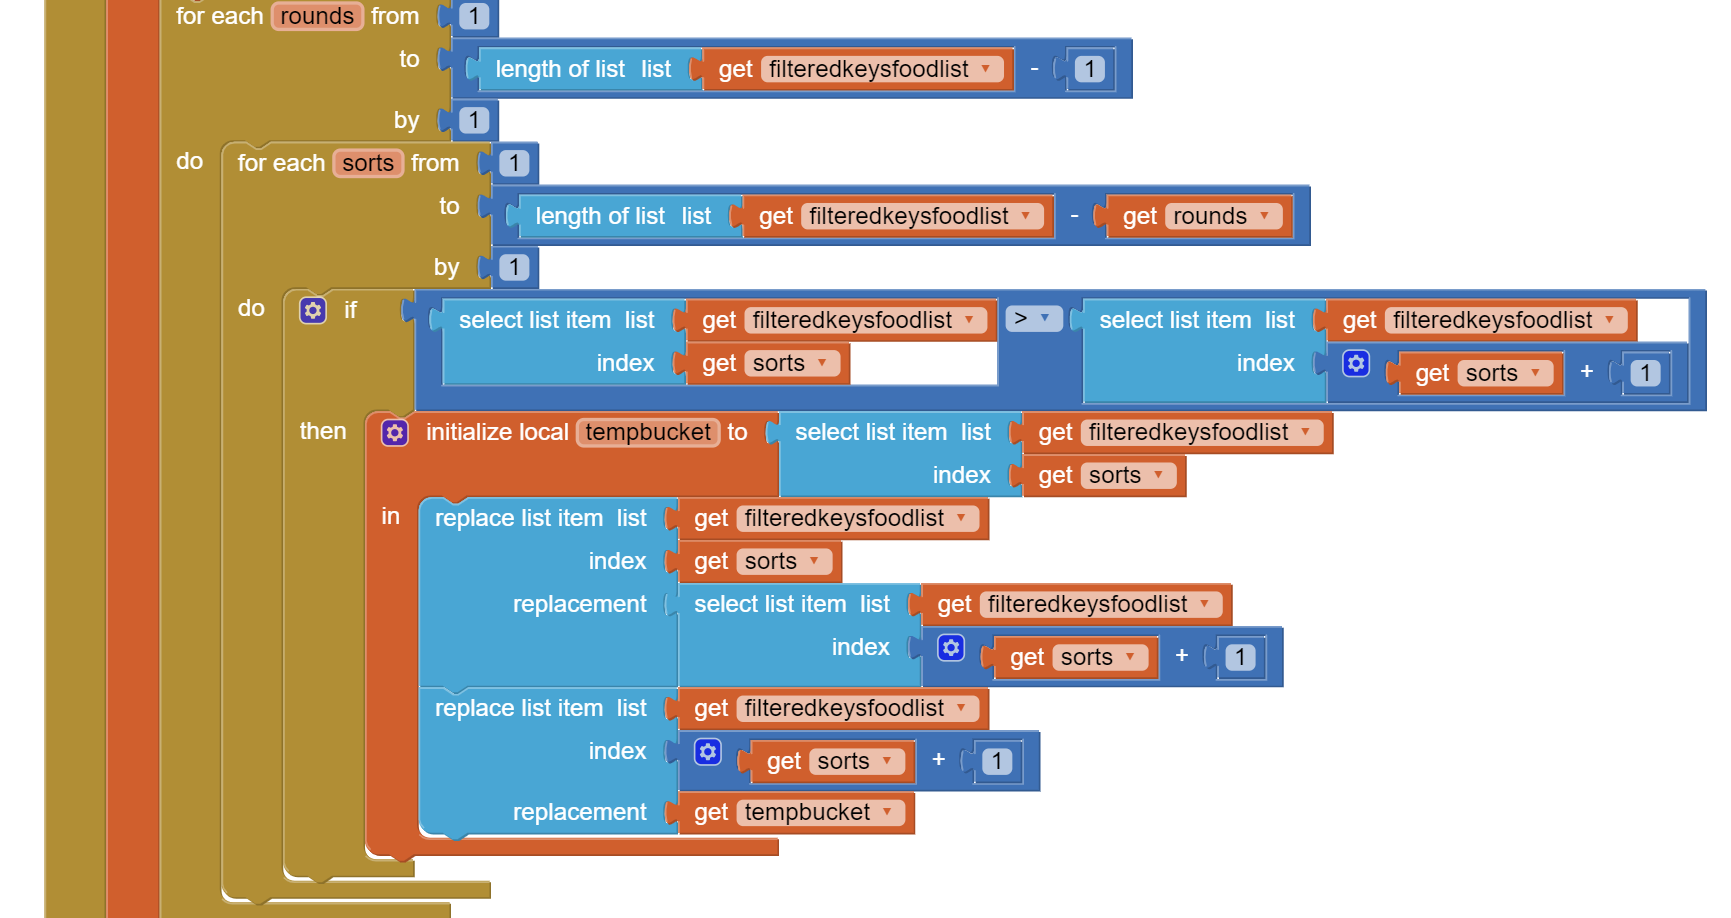 for each rounds from 1
to length of list list get filteredkeysfoodlist - 1
by 1
do for each sorts from 1
to length of list list get filteredkeysfoodlist - get rounds
by 1
do if select list item list get filteredkeysfoodlist > select list item list get filteredkeysfoodlist
index get sorts index get sorts + 1
then initialize local tempbucket to select list item list get filteredkeysfoodlist
index get sorts
in replace list item list get filteredkeysfoodlist
index get sorts
replacement select list item list get filteredkeysfoodlist
index get sorts + 1
replace list item list get filteredkeysfoodlist
index get sorts + 1
replacement get tempbucket